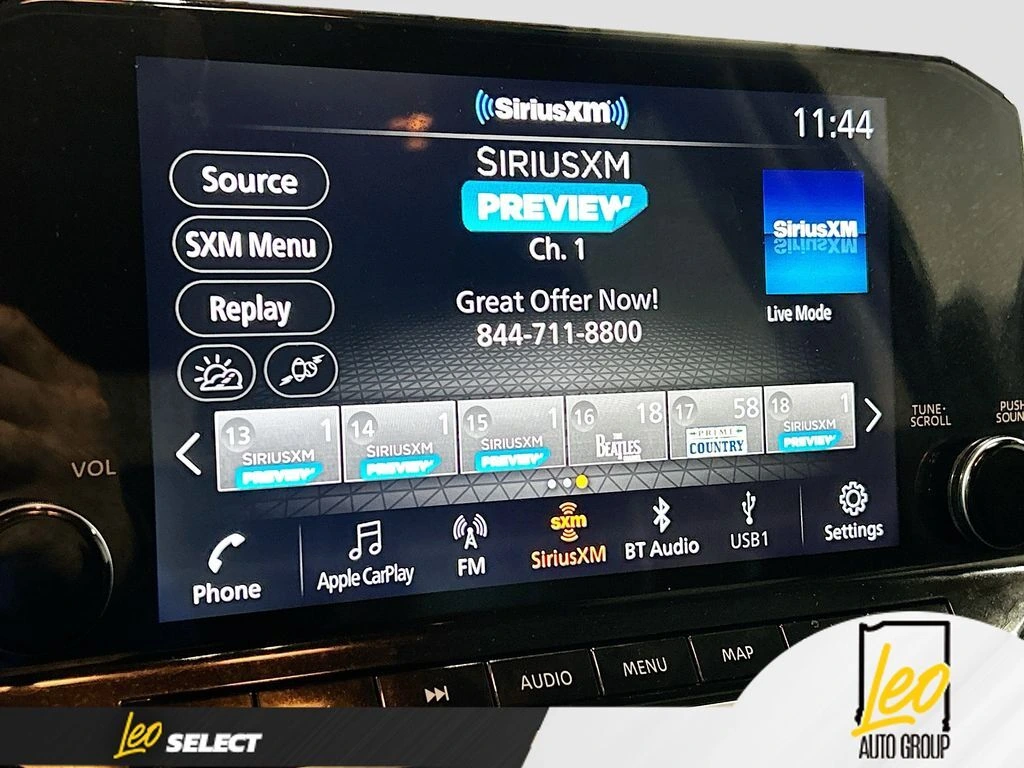 SiriusXM
11:44
Source
SIRIUSXM
PREVIEW
SXM Menu
Ch. 1
SiriusXM
Replay
Great Offer Now!
844-711-8800
Live Mode
13 1
SIRIUSXM
PREVIEW
14 1
SIRIUSXM
PREVIEW
15 1
SIRIUSXM
PREVIEW
16 18
THE
BEATLES
17 58
PRIME
COUNTRY
18 1
SIRIUSXM
PREVIEW
VOL
TUNE·
SCROLL
PUSH
SOUN
Phone
Apple CarPlay
FM
sxm
SiriusXM
BT Audio
USB1
Settings
AUDIO
MENU
MAP
Leo SELECT
Leo
AUTO GROUP